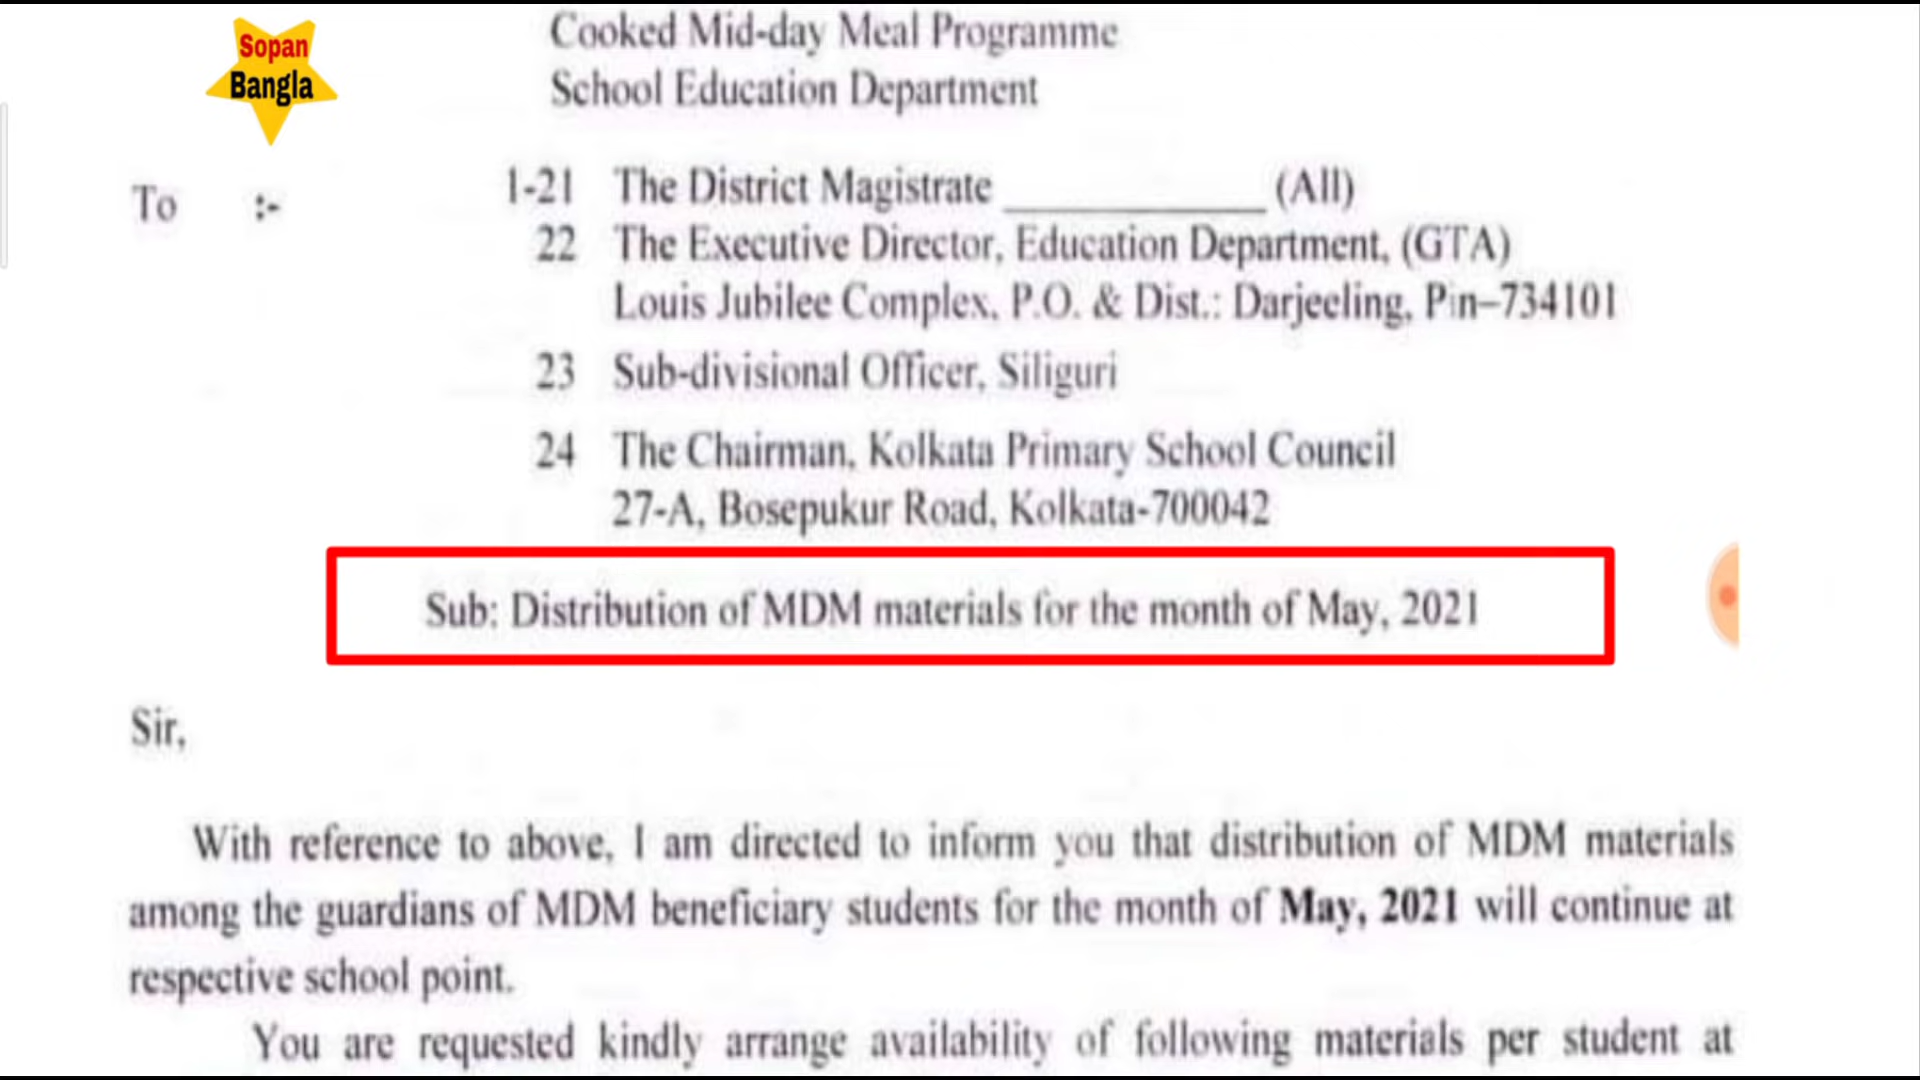 Sopan
Bangla
Cooked Mid-day Meal Programme
School Education Department
To :-
1-21 The District Magistrate ____________ (All)
22 The Executive Director, Education Department, (GTA)
Louis Jubilee Complex, P.O. & Dist.: Darjeeling, Pin–734101
23 Sub-divisional Officer, Siliguri
24 The Chairman, Kolkata Primary School Council
27-A, Bosepukur Road, Kolkata-700042
Sub: Distribution of MDM materials for the month of May, 2021
Sir,
With reference to above, I am directed to inform you that distribution of MDM materials
among the guardians of MDM beneficiary students for the month of May, 2021 will continue at
respective school point.
You are requested kindly arrange availability of following materials per student at